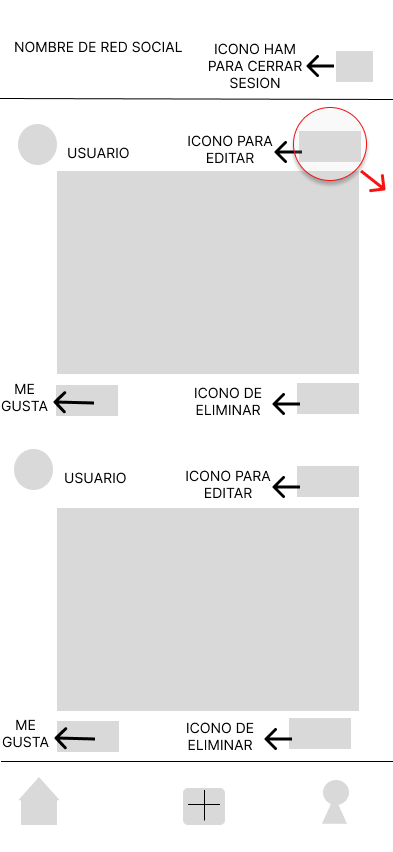 NOMBRE DE RED SOCIAL
ICONO HAM
PARA CERRAR
SESION
USUARIO
ICONO PARA
EDITAR
ME
GUSTA
ICONO DE
ELIMINAR
USUARIO
ICONO PARA
EDITAR
ME
GUSTA
ICONO DE
ELIMINAR